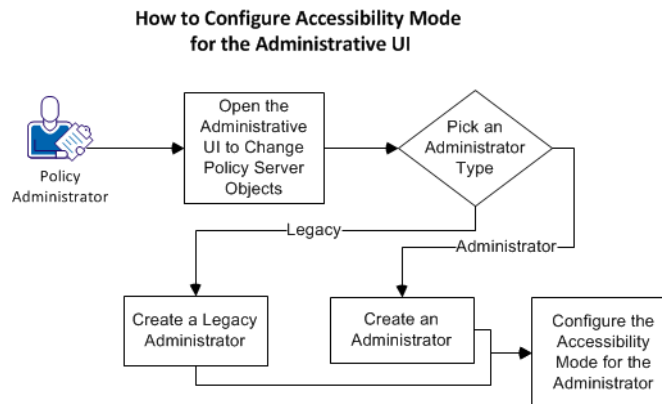 How to Configure Accessibility Mode
for the Administrative UI
Policy
Administrator
Open the
Administrative
UI to Change
Policy Server
Objects
Pick an
Administrator
Type
Legacy
Administrator
Create a Legacy
Administrator
Create an
Administrator
Configure the
Accessibility
Mode for the
Administrator